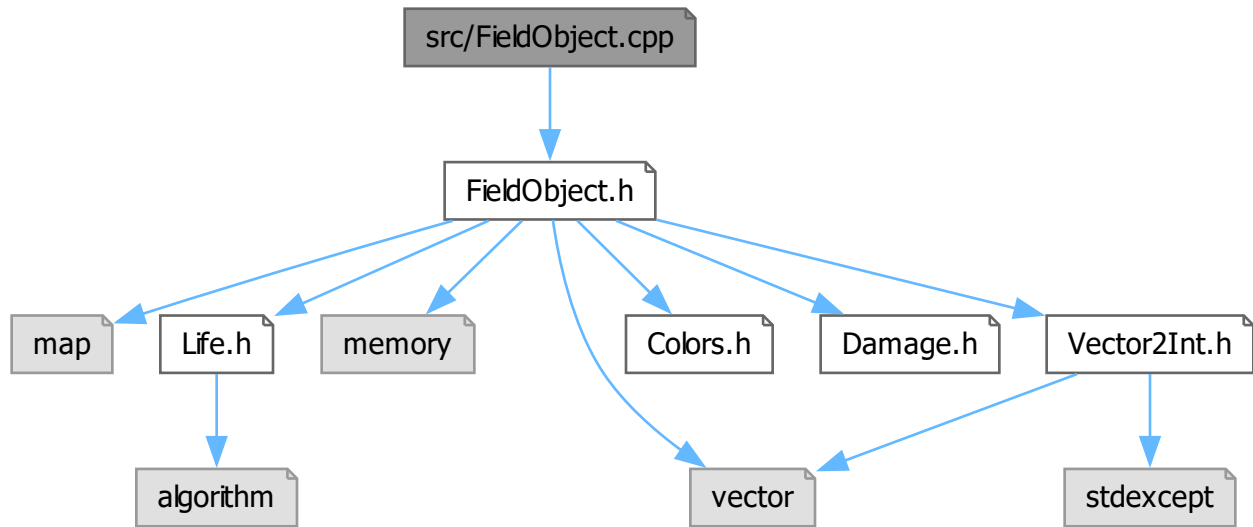 src/FieldObject.cpp
FieldObject.h
map
Life.h
memory
Colors.h
Damage.h
Vector2Int.h
algorithm
vector
stdexcept